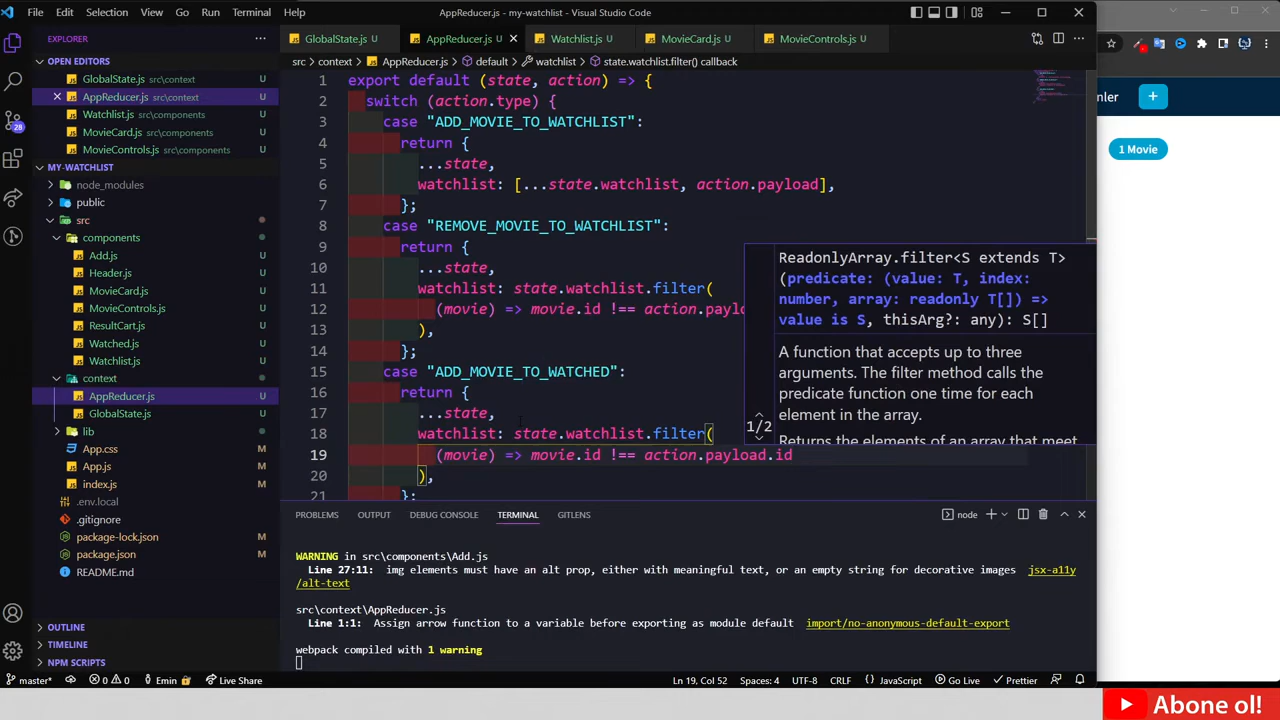 File Edit Selection View Go Run Terminal Help
AppReducer.js - my-watchlist - Visual Studio Code
EXPLORER
OPEN EDITORS
GlobalState.js src\context U
AppReducer.js src\context U
Watchlist.js src\components U
MovieCard.js src\components U
MovieControls.js src\components U
MY-WATCHLIST
node_modules
public
src
components
Add.js U
Header.js U
MovieCard.js U
MovieControls.js U
ResultCart.js U
Watched.js U
Watchlist.js U
context
AppReducer.js U
GlobalState.js U
lib
App.css M
App.js M
index.js M
.env.local
.gitignore
package-lock.json M
package.json M
README.md
OUTLINE
TIMELINE
NPM SCRIPTS
28
GlobalState.js U
AppReducer.js U
Watchlist.js U
MovieCard.js U
MovieControls.js U
src > context > AppReducer.js > default > watchlist > state.watchlist.filter() callback
1 export default (state, action) => {
2 switch (action.type) {
3 case "ADD_MOVIE_TO_WATCHLIST":
4 return {
5 ...state,
6 watchlist: [...state.watchlist, action.payload],
7 };
8 case "REMOVE_MOVIE_TO_WATCHLIST":
9 return {
10 ...state,
11 watchlist: state.watchlist.filter(
12 (movie) => movie.id !== action.paylo
13 ),
14 };
15 case "ADD_MOVIE_TO_WATCHED":
16 return {
17 ...state,
18 watchlist: state.watchlist.filter(
19 (movie) => movie.id !== action.payload.id
20 ),
21 };
ReadonlyArray.filter<S extends T>
(predicate: (value: T, index:
number, array: readonly T[]) =>
value is S, thisArg?: any): S[]
A function that accepts up to three
arguments. The filter method calls the
predicate function one time for each
element in the array.
1/2
Returns the elements of an array that meet
PROBLEMS OUTPUT DEBUG CONSOLE TERMINAL GITLENS
node
WARNING in src\components\Add.js
Line 27:11: img elements must have an alt prop, either with meaningful text, or an empty string for decorative images jsx-a11y
/alt-text
src\context\AppReducer.js
Line 1:1: Assign arrow function to a variable before exporting as module default import/no-anonymous-default-export
webpack compiled with 1 warning
master* 0 0 Emin Live Share
Ln 19, Col 52 Spaces: 4 UTF-8 CRLF JavaScript Go Live Prettier
nler +
1 Movie
Abone ol!